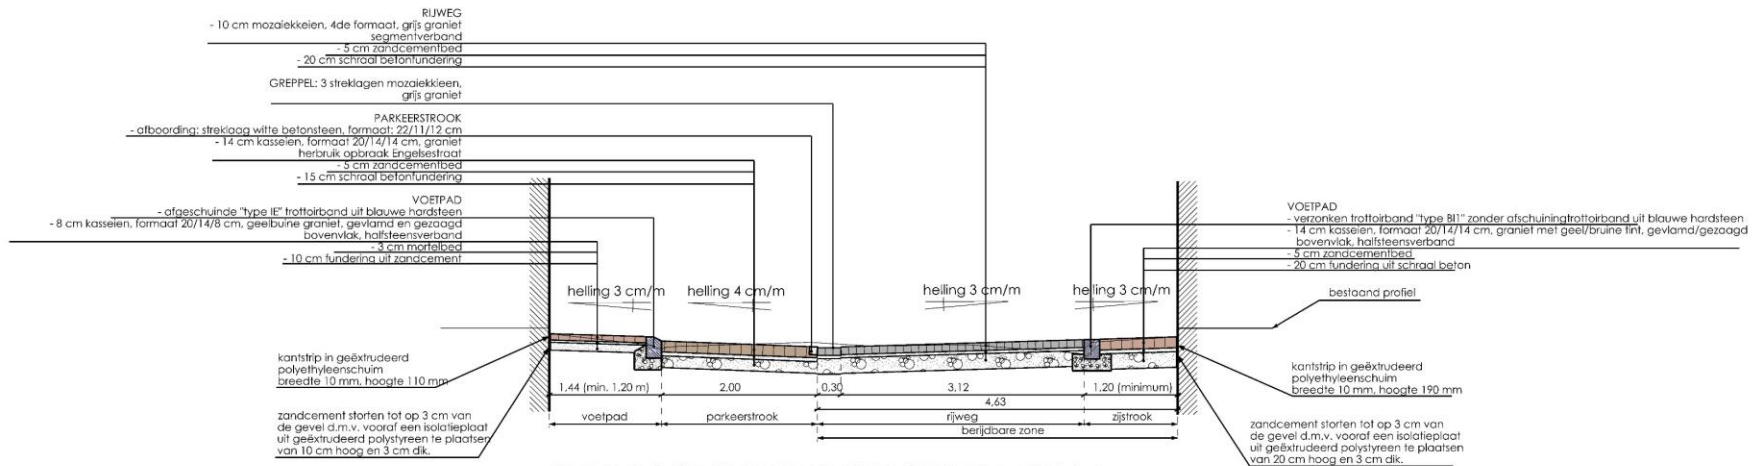 RIJWEG
- 10 cm mozaiekkeien, 4de formaat, grijs graniet
segmentverband
- 5 cm zandcementbed
- 20 cm schraal betonfundering
GREPPEL: 3 streklagen mozaiekkieen,
grijs graniet
PARKEERSTROOK
- afboording: streklaag witte betonsteen, formaat: 22/11/12 cm
- 14 cm kasseien, formaat 20/14/14 cm, graniet
herbruik opbraak Engelsestraat
- 5 cm zandcementbed
- 15 cm schraal betonfundering
VOETPAD
- afgeschuinde "type IE" trottoirband uit blauwe hardsteen
- 8 cm kasseien, formaat 20/14/8 cm, geelbuine graniet, gevlamd en gezaagd
bovenvlak, halfsteensverband
- 3 cm mortelbed
- 10 cm fundering uit zandcement
VOETPAD
- verzonken trottoirband "type BI1" zonder afschuiningtrottoirband uit blauwe hardsteen
- 14 cm kasseien, formaat 20/14/14 cm, graniet met geel/bruine tint, gevlamd/gezaagd
bovenvlak, halfsteensverband
- 5 cm zandcementbed
- 20 cm fundering uit schraal beton
helling 3 cm/m
helling 4 cm/m
helling 3 cm/m
helling 3 cm/m
bestaand profiel
kantstrip in geëxtrudeerd
polyethyleenschuim
breedte 10 mm, hoogte 110 mm
kantstrip in geëxtrudeerd
polyethyleenschuim
breedte 10 mm, hoogte 190 mm
1,44 (min. 1,20 m)
2,00
0,30
3,12
1,20 (minimum)
4,63
voetpad
parkeerstrook
rijweg
zijstrook
berijdbare zone
zandcement storten tot op 3 cm van
de gevel d.m.v. vooraf een isolatieplaat
uit geëxtrudeerd polystyreen te plaatsen
van 10 cm hoog en 3 cm dik.
zandcement storten tot op 3 cm van
de gevel d.m.v. vooraf een isolatieplaat
uit geëxtrudeerd polystyreen te plaatsen
van 20 cm hoog en 3 cm dik.